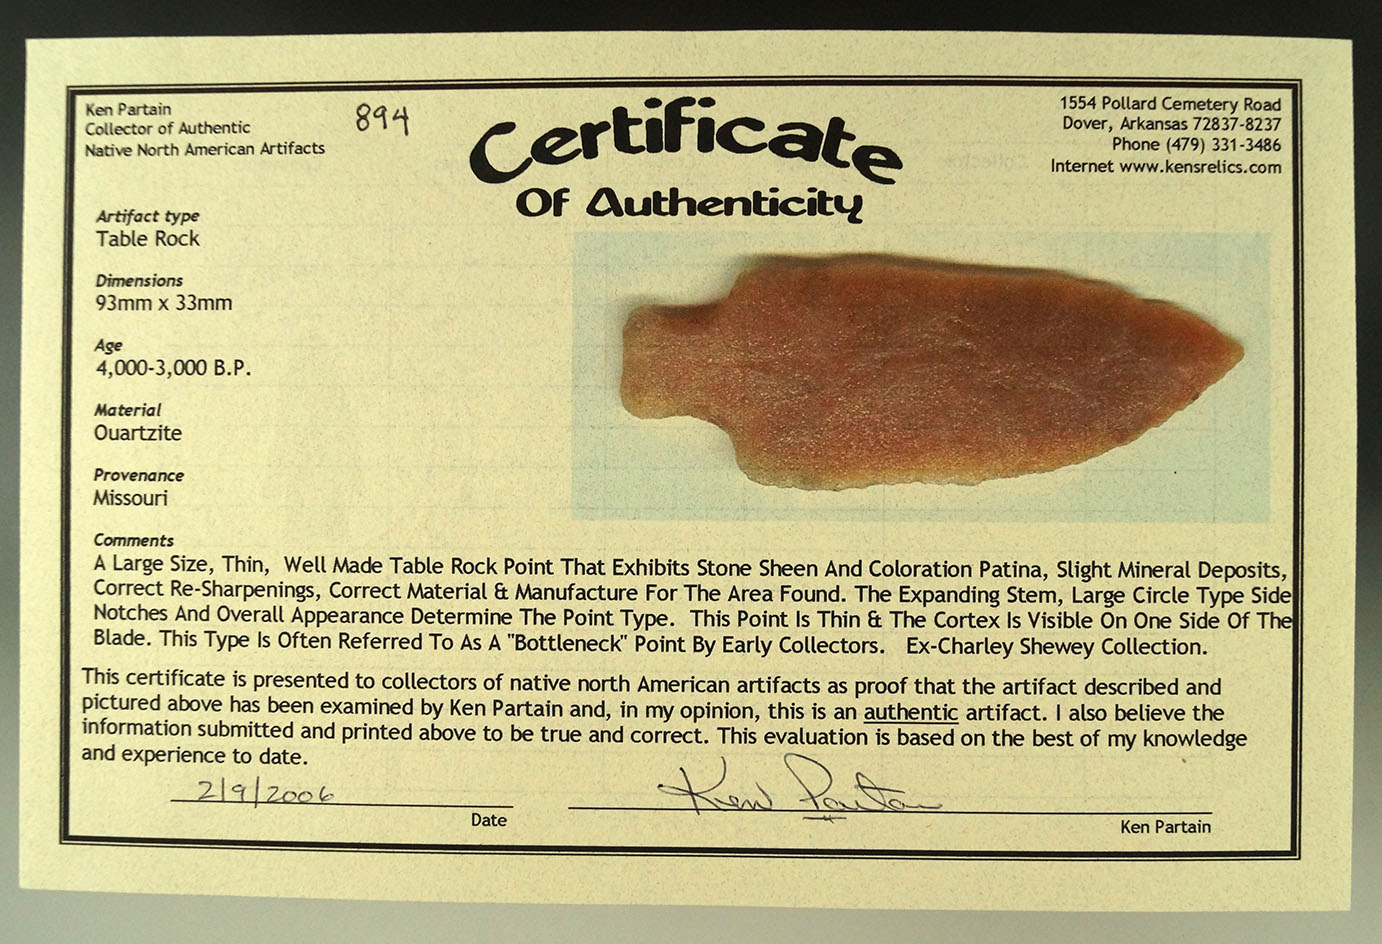 Ken Partain
Collector of Authentic
Native North American Artifacts
894
Certificate
Of Authenticity
1554 Pollard Cemetery Road
Dover, Arkansas 72837-8237
Phone (479) 331-3486
Internet www.kensrelics.com
Artifact type
Table Rock
Dimensions
93mm x 33mm
Age
4,000-3,000 B.P.
Material
Ouartzite
Provenance
Missouri
Comments
A Large Size, Thin, Well Made Table Rock Point That Exhibits Stone Sheen And Coloration Patina, Slight Mineral Deposits,
Correct Re-Sharpenings, Correct Material & Manufacture For The Area Found. The Expanding Stem, Large Circle Type Side
Notches And Overall Appearance Determine The Point Type. This Point Is Thin & The Cortex Is Visible On One Side Of The
Blade. This Type Is Often Referred To As A "Bottleneck" Point By Early Collectors. Ex-Charley Shewey Collection.
This certificate is presented to collectors of native north American artifacts as proof that the artifact described and
pictured above has been examined by Ken Partain and, in my opinion, this is an authentic artifact. I also believe the
information submitted and printed above to be true and correct. This evaluation is based on the best of my knowledge
and experience to date.
2/9/2006
Date
Ken Partain
Ken Partain